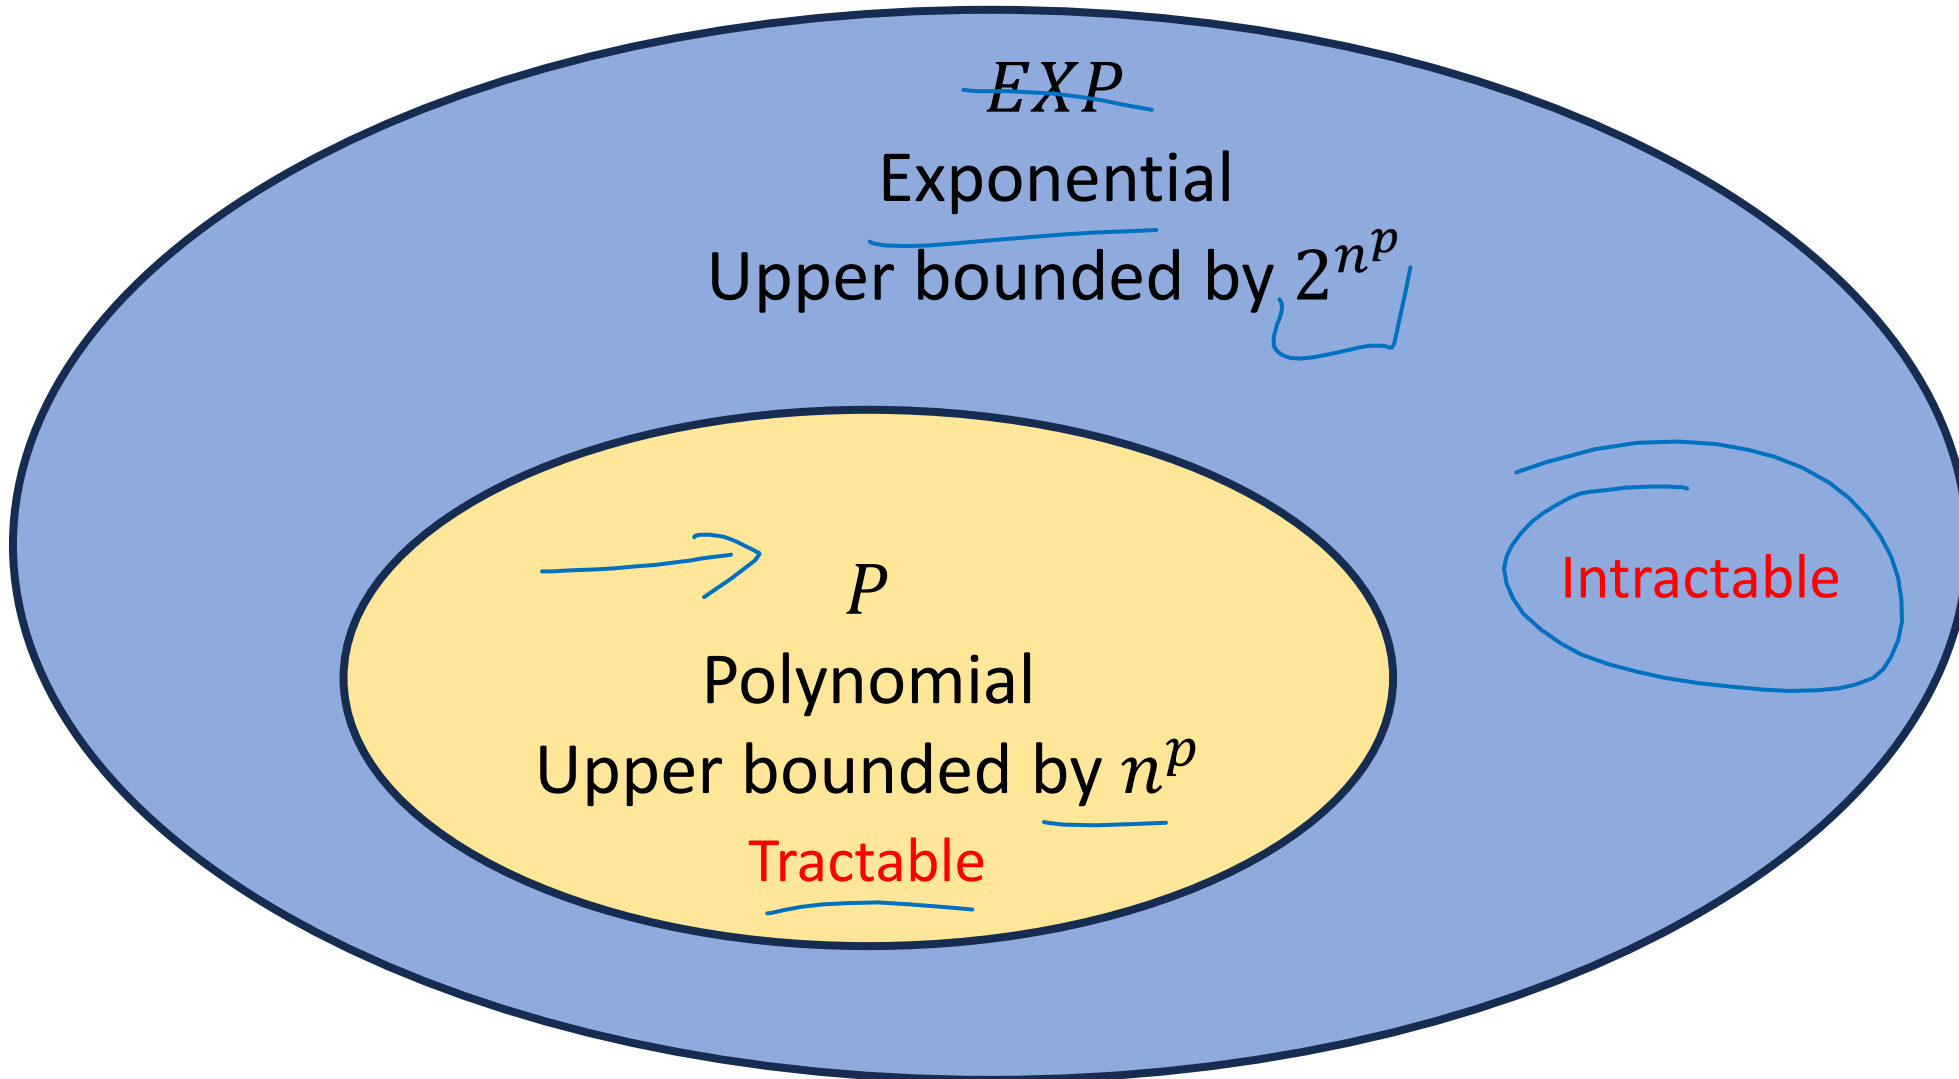 EXP
Exponential
Upper bounded by 2^{n^p}
P
Polynomial
Upper bounded by n^p
Tractable
Intractable